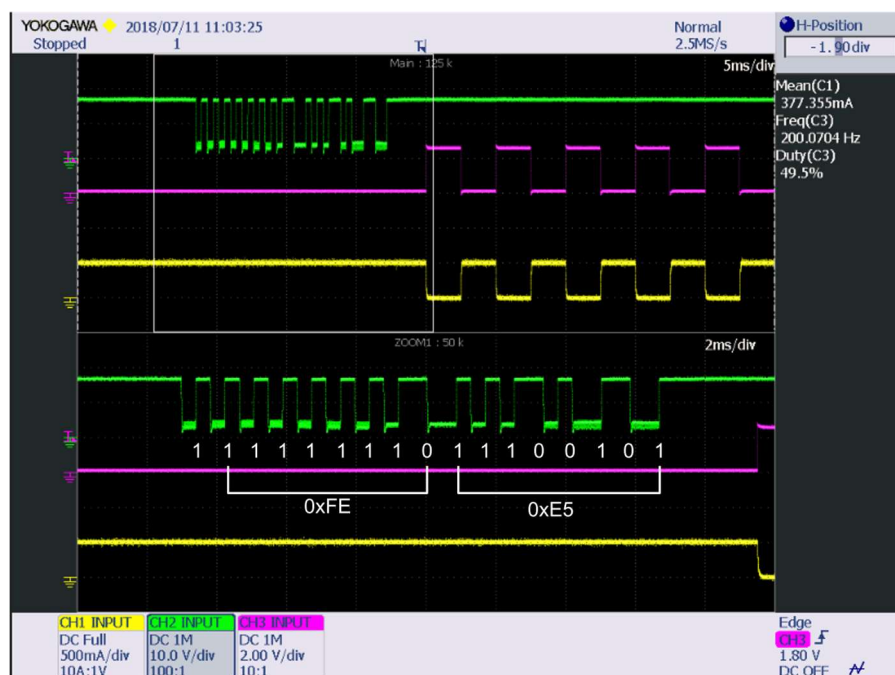 YOKOGAWA 2018/07/11 11:03:25
Stopped 1
Normal
2.5MS/s
H-Position
-1.90div
Main : 125 k
5ms/div
Mean(C1)
377.355mA
Freq(C3)
200.0704 Hz
Duty(C3)
49.5%
ZOOM1 : 50 k
2ms/div
1 1 1 1 1 1 1 0 1 1 1 0 0 1 0 1
0xFE
0xE5
CH1 INPUT
DC Full
500mA/div
10A:1V
CH2 INPUT
DC 1M
10.0 V/div
100:1
CH3 INPUT
DC 1M
2.00 V/div
10:1
Edge
CH3
1.80 V
DC OFF